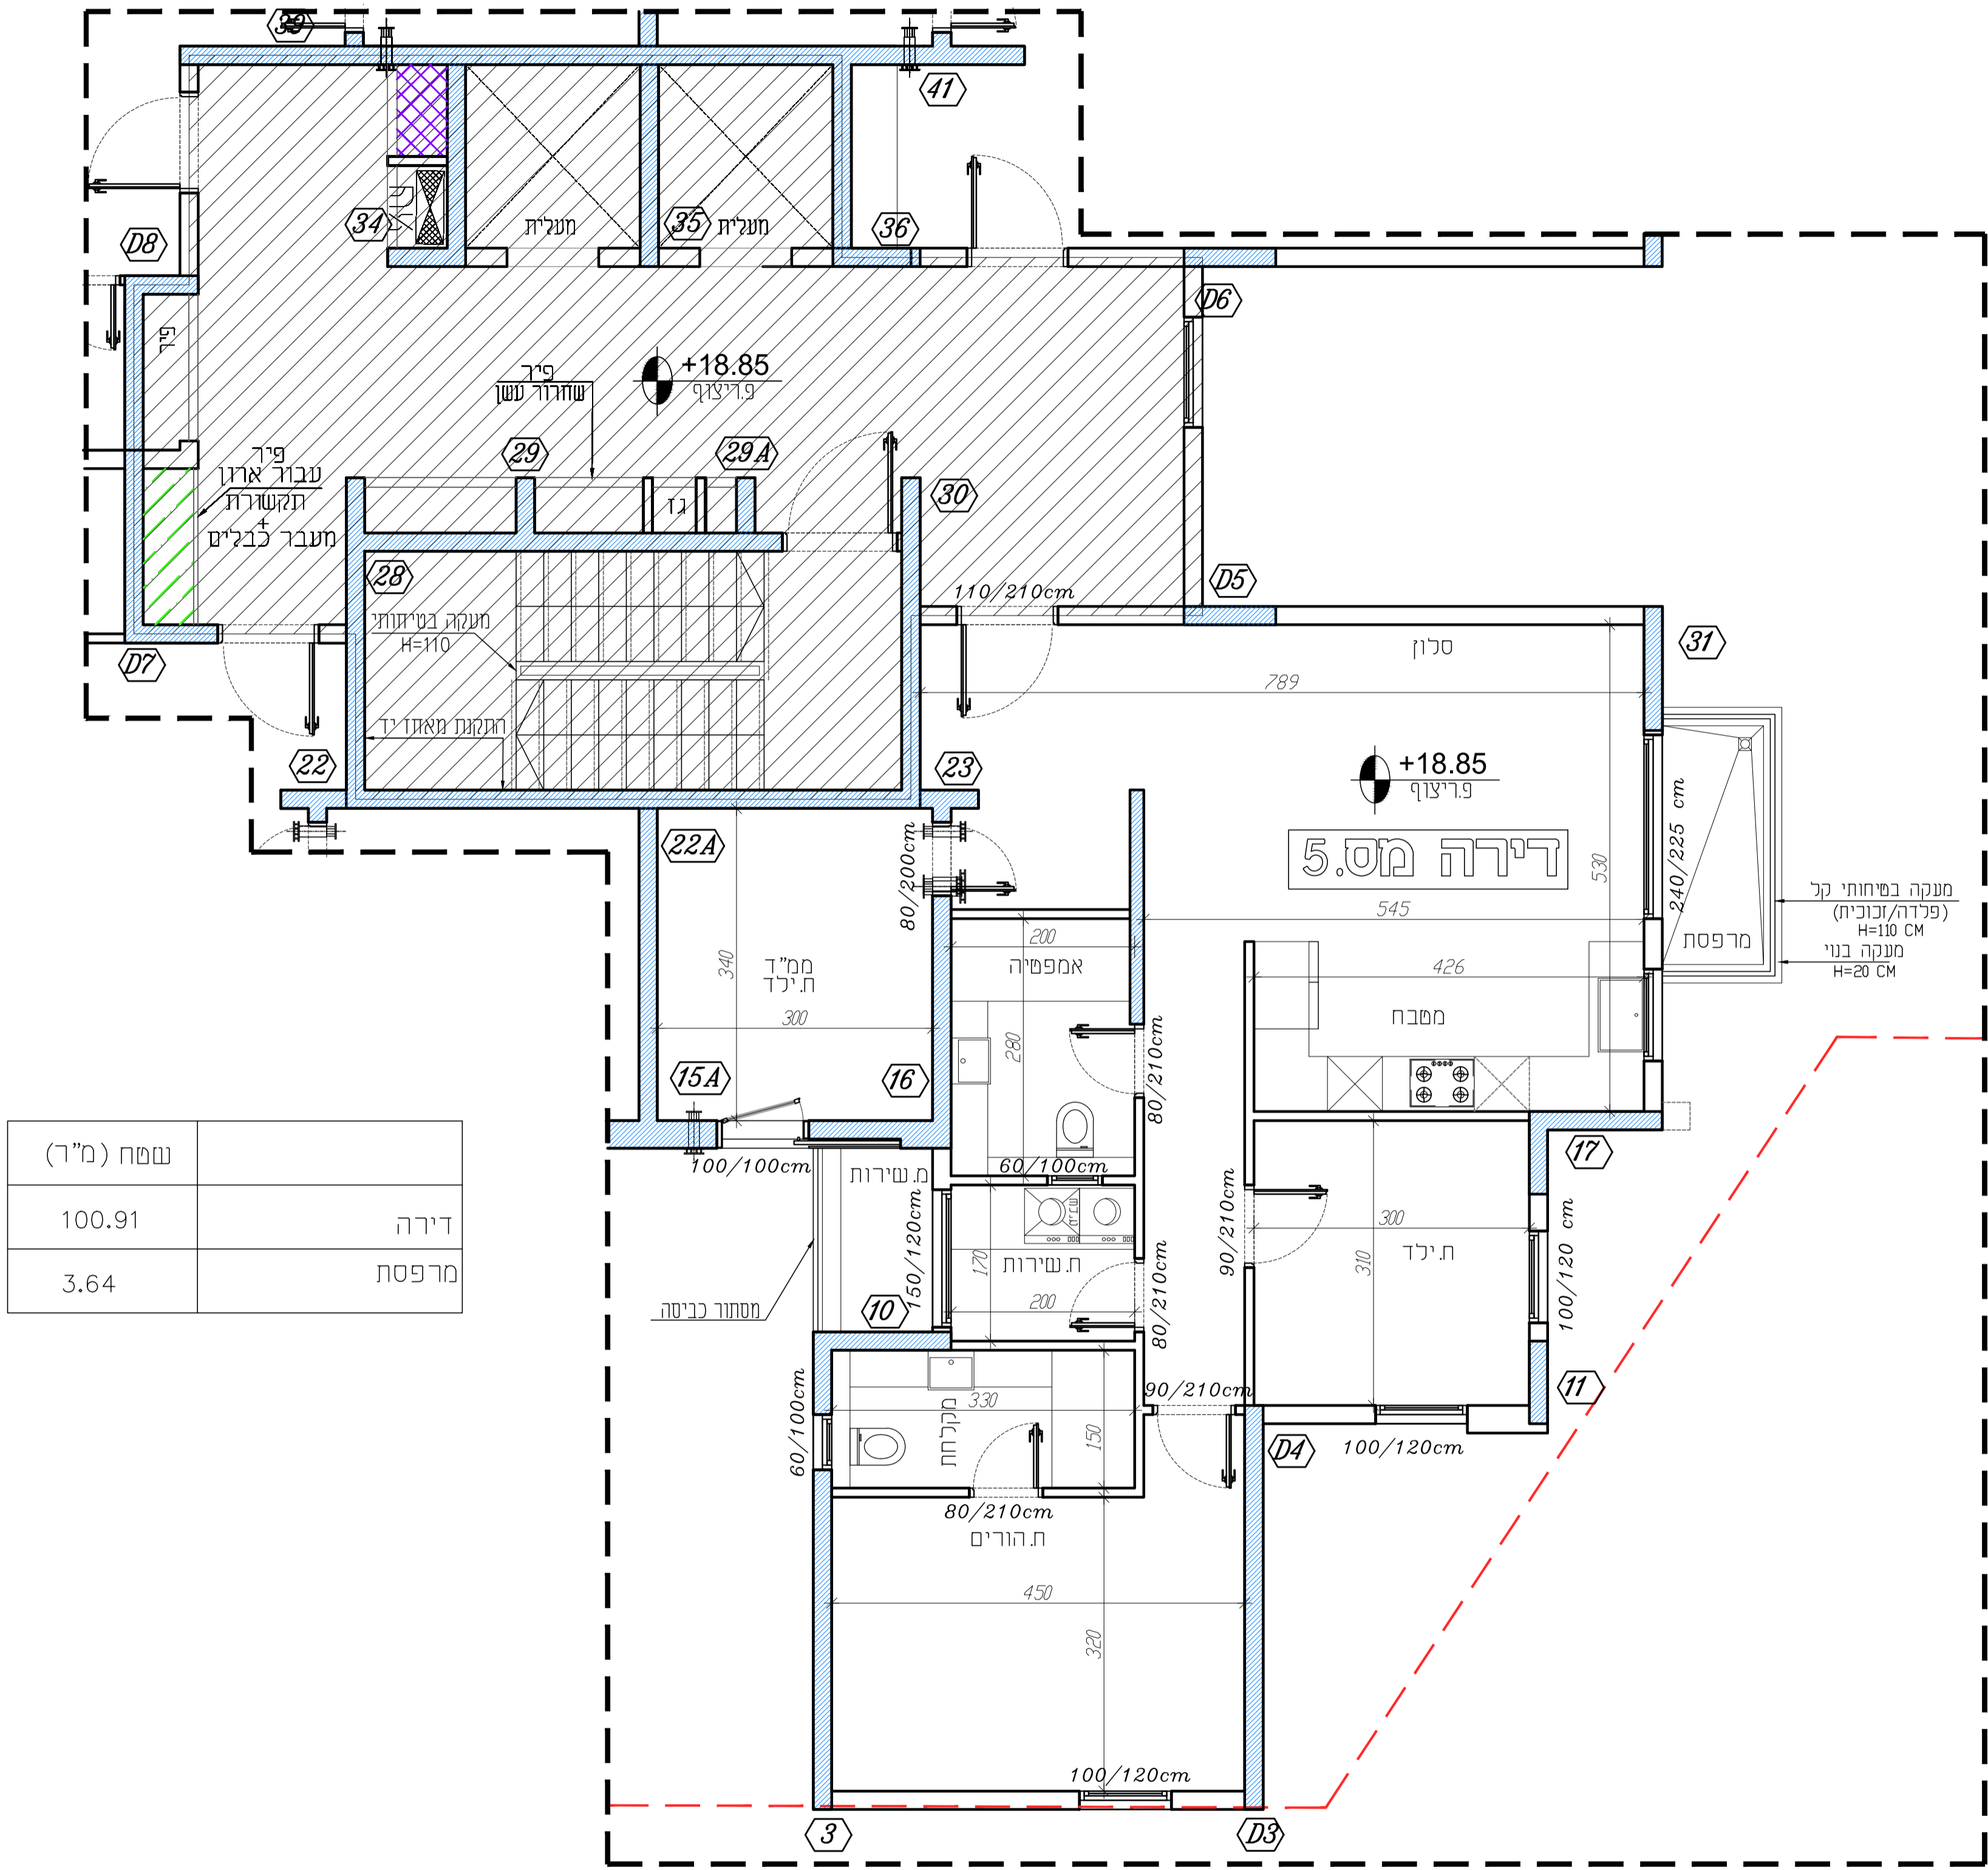 39
41
34
35
36
מעלית
מעלית
D8
D6
פיר
+18.85
פ.ריצוף
פיר
שחרור עשן
29
29A
פיר
עבור ארון
תקשורת
+
מעבר כבלים
גז
30
28
110/210cm
D5
מעקה בטיחותי
H=110
סלון
31
D7
789
התקנת מאחז יד
22
23
+18.85
פ.ריצוף
22A
80/200cm
דירה מס.5
530
240/225 cm
מעקה בטיחותי קל
(פלדה/זכוכית)
H=110 CM
מעקה בנוי
H=20 CM
545
מרפסת
200
אמבטיה
340
ממ"ד
ח.ילד
426
300
280
מטבח
80/210cm
15A
16
17
100/100cm
מ.שירות
60/100cm
שטח (מ"ר)
דירה
100.91
מרפסת
3.64
150/120cm
170
ח.שירות
200
80/210cm
90/210cm
300
310
ח.ילד
100/120 cm
מסתור כביסה
10
11
60/100cm
330
מקלחת
150
90/210cm
D4
100/120cm
80/210cm
ח.הורים
450
320
100/120cm
3
D3